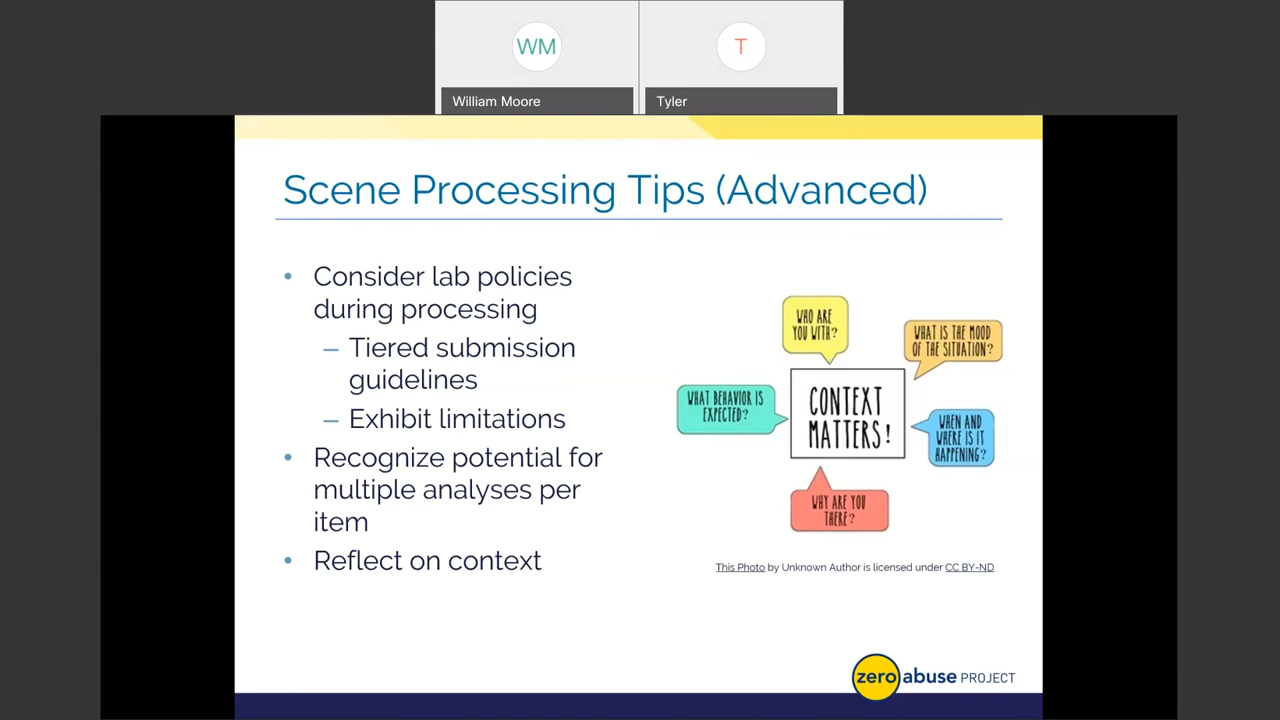 WM
T
William Moore
Tyler
Scene Processing Tips (Advanced)
• Consider lab policies
during processing
– Tiered submission
guidelines
– Exhibit limitations
• Recognize potential for
multiple analyses per
item
• Reflect on context
WHO ARE
YOU WITH?
WHAT IS THE MOOD
OF THE SITUATION?
WHAT BEHAVIOR IS
EXPECTED?
CONTEXT
MATTERS!
WHEN AND
WHERE IS IT
HAPPENING?
WHY ARE YOU
THERE?
This Photo by Unknown Author is licensed under CC BY-ND
zero abuse PROJECT